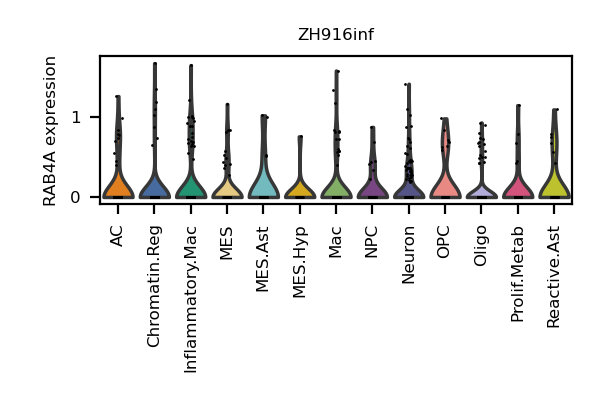 ZH916inf
RAB4A expression
1
0
AC
Chromatin.Reg
Inflammatory.Mac
MES
MES.Ast
MES.Hyp
Mac
NPC
Neuron
OPC
Oligo
Prolif.Metab
Reactive.Ast